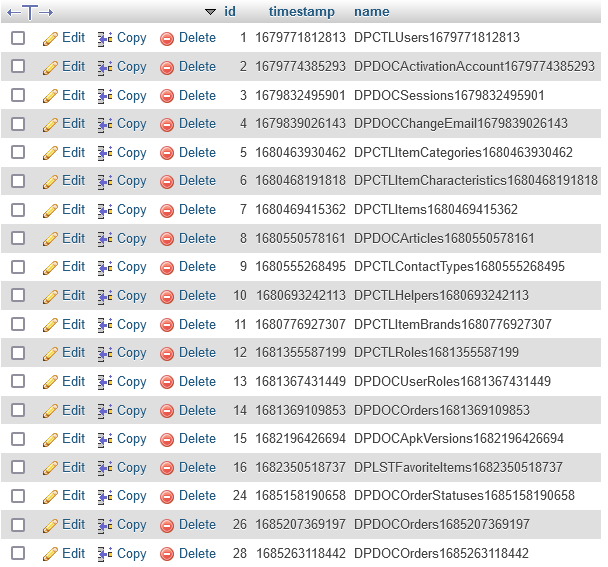 id timestamp name
Edit Copy Delete 1 1679771812813 DPCTLUsers1679771812813
Edit Copy Delete 2 1679774385293 DPDOCActivationAccount1679774385293
Edit Copy Delete 3 1679832495901 DPDOCSessions1679832495901
Edit Copy Delete 4 1679839026143 DPDOCChangeEmail1679839026143
Edit Copy Delete 5 1680463930462 DPCTLItemCategories1680463930462
Edit Copy Delete 6 1680468191818 DPCTLItemCharacteristics1680468191818
Edit Copy Delete 7 1680469415362 DPCTLItems1680469415362
Edit Copy Delete 8 1680550578161 DPDOCArticles1680550578161
Edit Copy Delete 9 1680555268495 DPCTLContactTypes1680555268495
Edit Copy Delete 10 1680693242113 DPCTLHelpers1680693242113
Edit Copy Delete 11 1680776927307 DPCTLItemBrands1680776927307
Edit Copy Delete 12 1681355587199 DPCTLRoles1681355587199
Edit Copy Delete 13 1681367431449 DPDOCUserRoles1681367431449
Edit Copy Delete 14 1681369109853 DPDOCOrders1681369109853
Edit Copy Delete 15 1682196426694 DPDOCApkVersions1682196426694
Edit Copy Delete 16 1682350518737 DPLSTFavoriteItems1682350518737
Edit Copy Delete 24 1685158190658 DPDOCOrderStatuses1685158190658
Edit Copy Delete 26 1685207369197 DPDOCOrders1685207369197
Edit Copy Delete 28 1685263118442 DPDOCOrders1685263118442